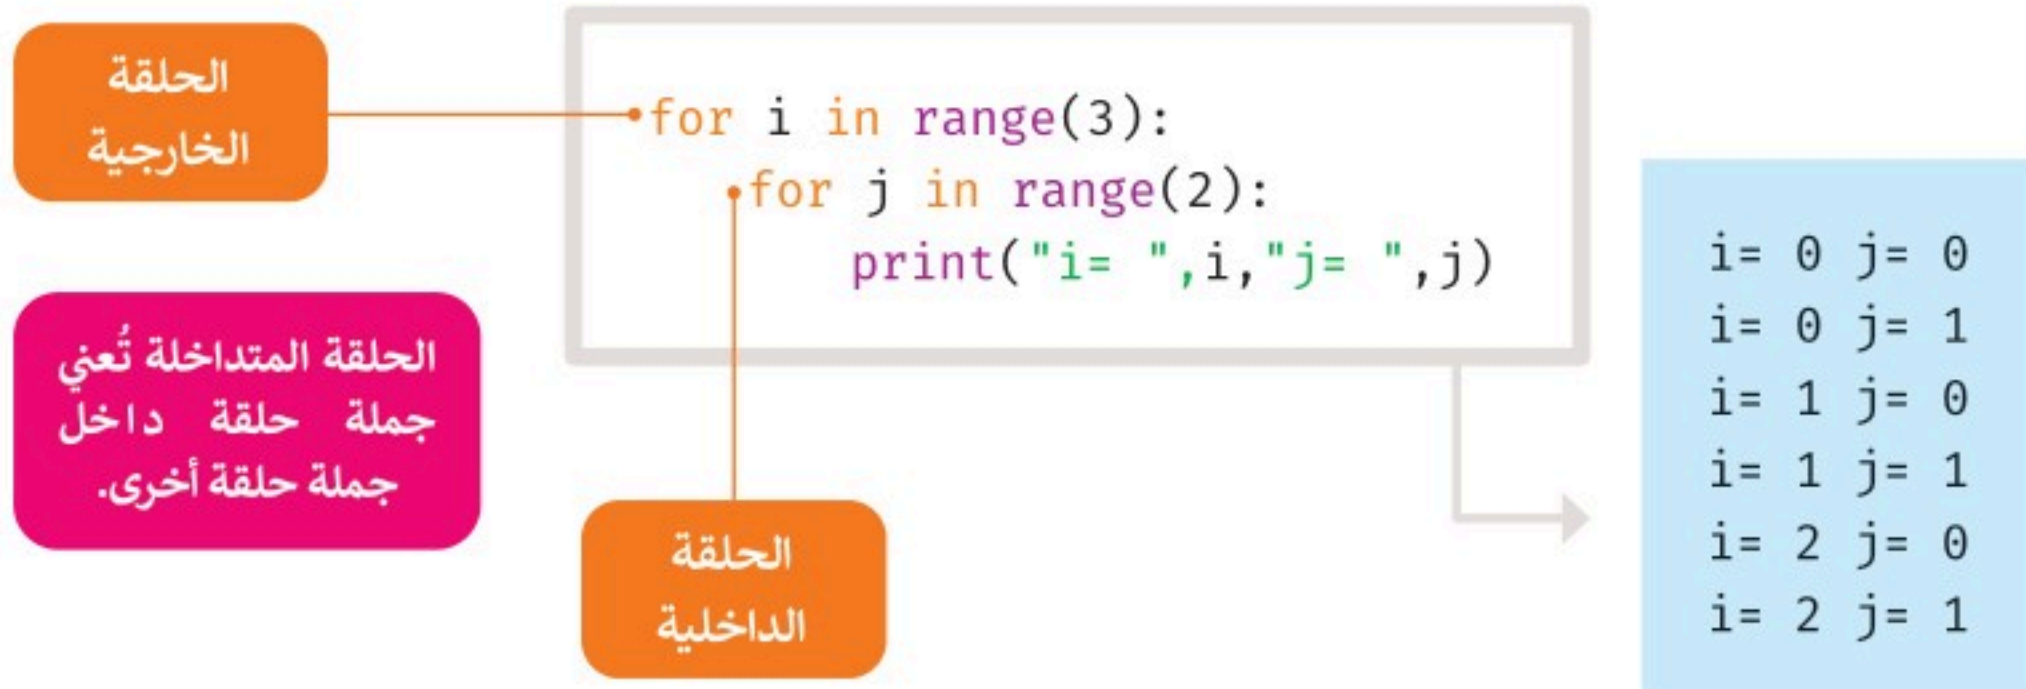 الحلقة
الخارجية
for i in range(3):
for j in range(2):
print("i= ",i,"j= ",j)
الحلقة المتداخلة تُعني
جملة حلقة داخل
جملة حلقة أخرى.
الحلقة
الداخلية
i= 0 j= 0
i= 0 j= 1
i= 1 j= 0
i= 1 j= 1
i= 2 j= 0
i= 2 j= 1